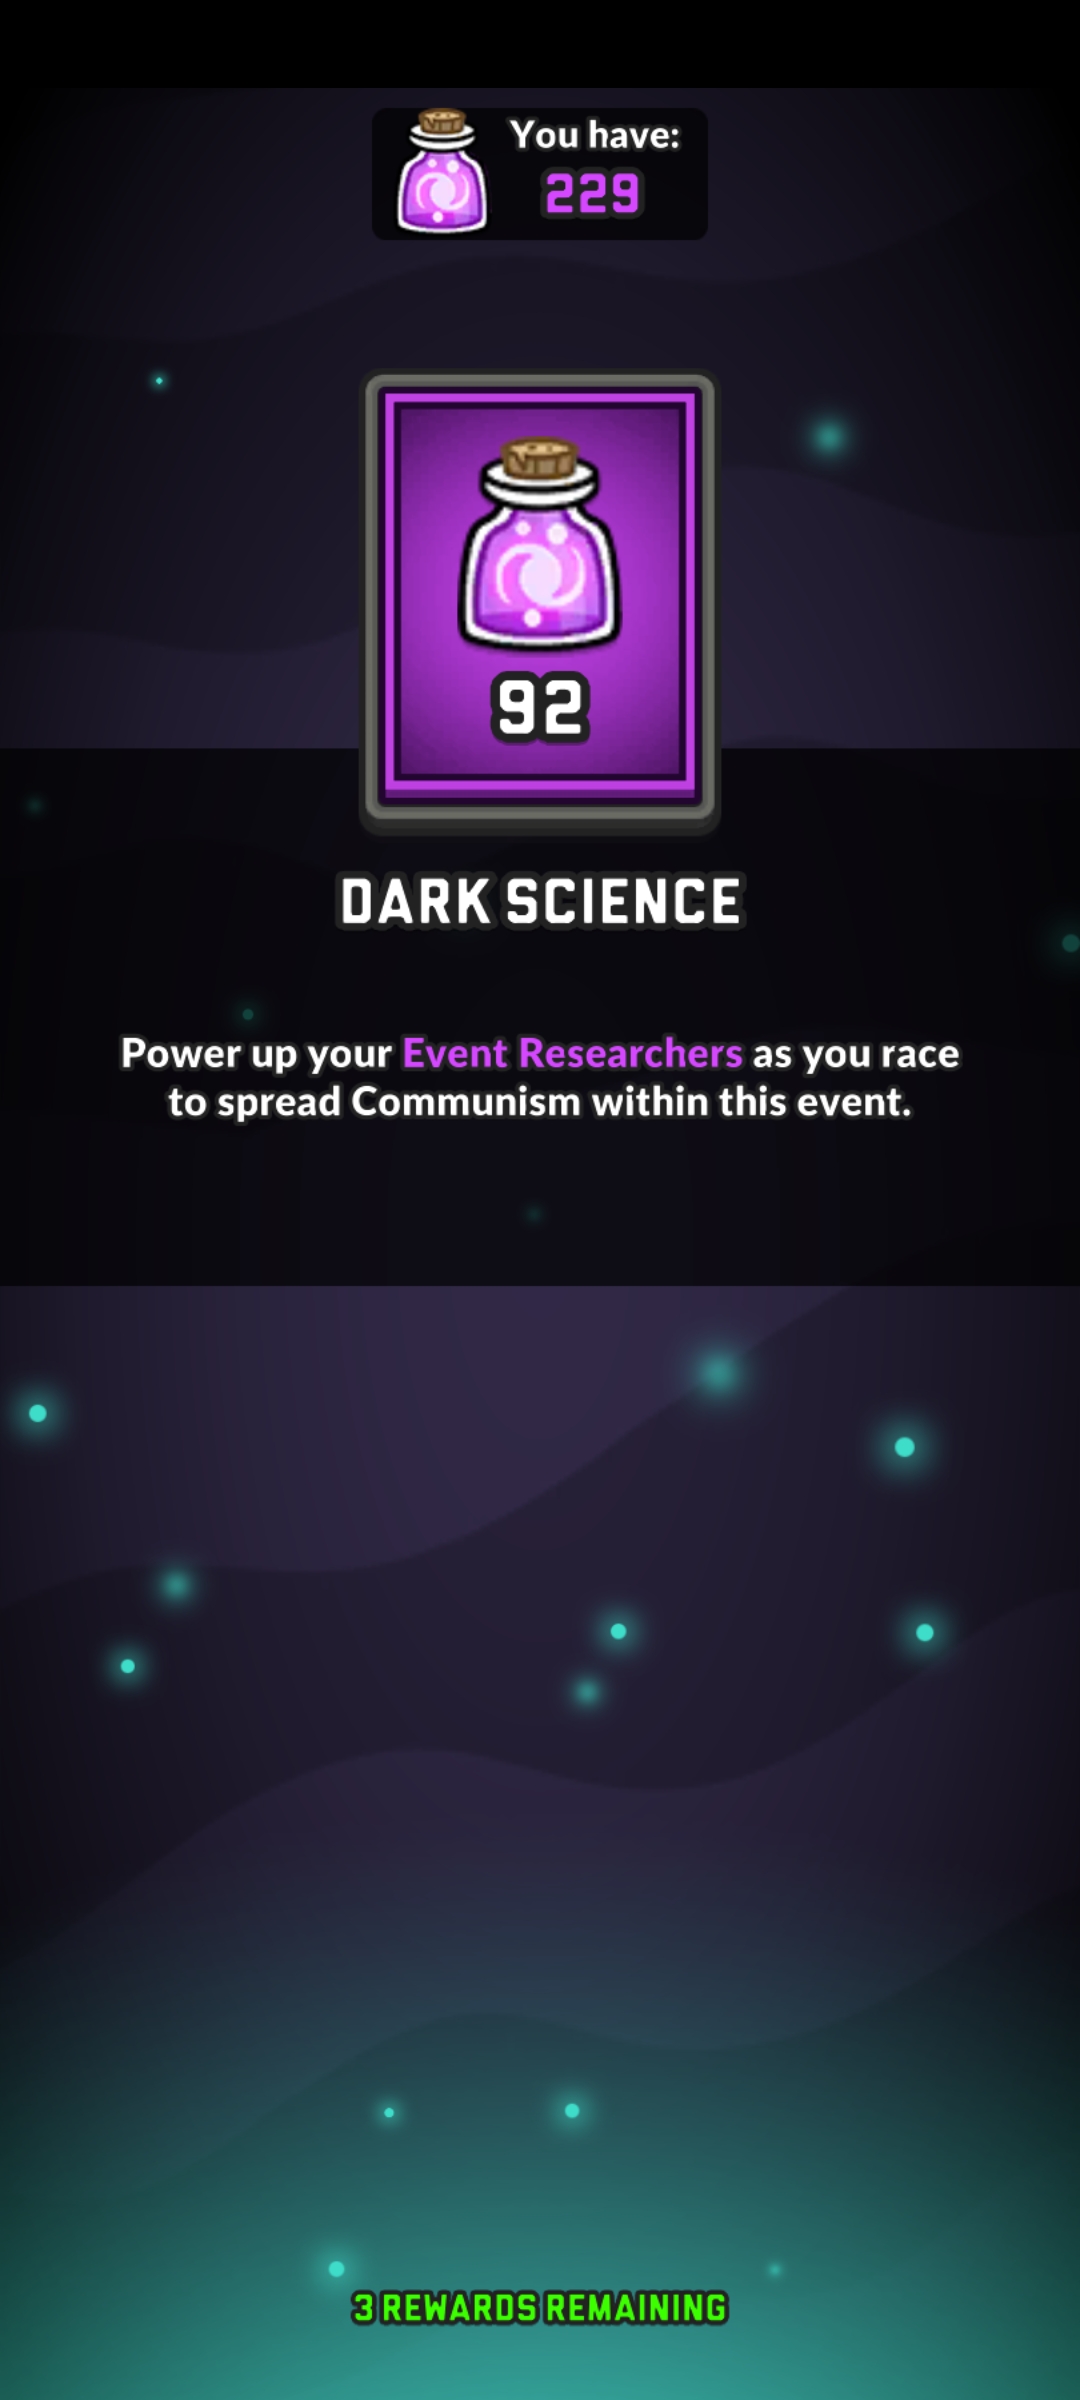 You have:
229
92
DARK SCIENCE
Power up your Event Researchers as you race
to spread Communism within this event.
3 REWARDS REMAINING